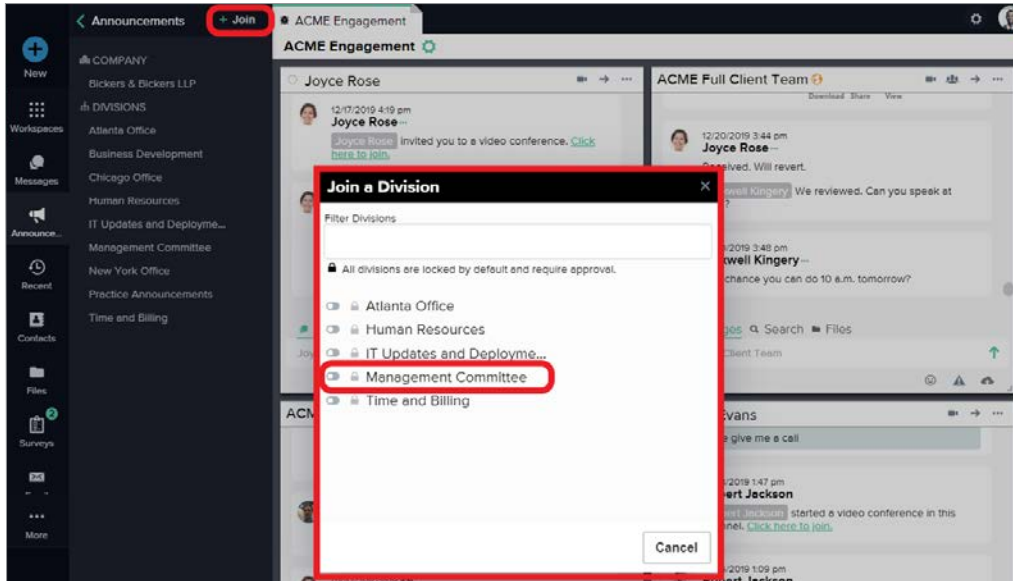 Announcements
+ Join
ACME Engagement
ACME Engagement
New
Workspaces
Messages
Announce...
Recent
Contacts
Files
Surveys
2
More
COMPANY
Bickers & Bickers LLP
DIVISIONS
Atlanta Office
Business Development
Chicago Office
Human Resources
IT Updates and Deployme...
Management Committee
New York Office
Practice Announcements
Time and Billing
Joyce Rose
12/17/2019 4:19 pm
Joyce Rose
Joyce Rose invited you to a video conference. Click
here to join.
ACME Full Client Team
Download Share View
12/20/2019 3:44 pm
Joyce Rose
Will revert.
Kingery We reviewed. Can you speak at
?
/2019 3:48 pm
Kingery
chance you can do 10 a.m. tomorrow?
Search Files
Client Team
Join a Division
Filter Divisions
All divisions are locked by default and require approval.
Atlanta Office
Human Resources
IT Updates and Deployme...
Management Committee
Time and Billing
Cancel
ACM
Evans
give me a call
/2019 1:47 pm
ert Jackson
Jackson started a video conference in this
nel. Click here to join.
/2019 1:09 pm